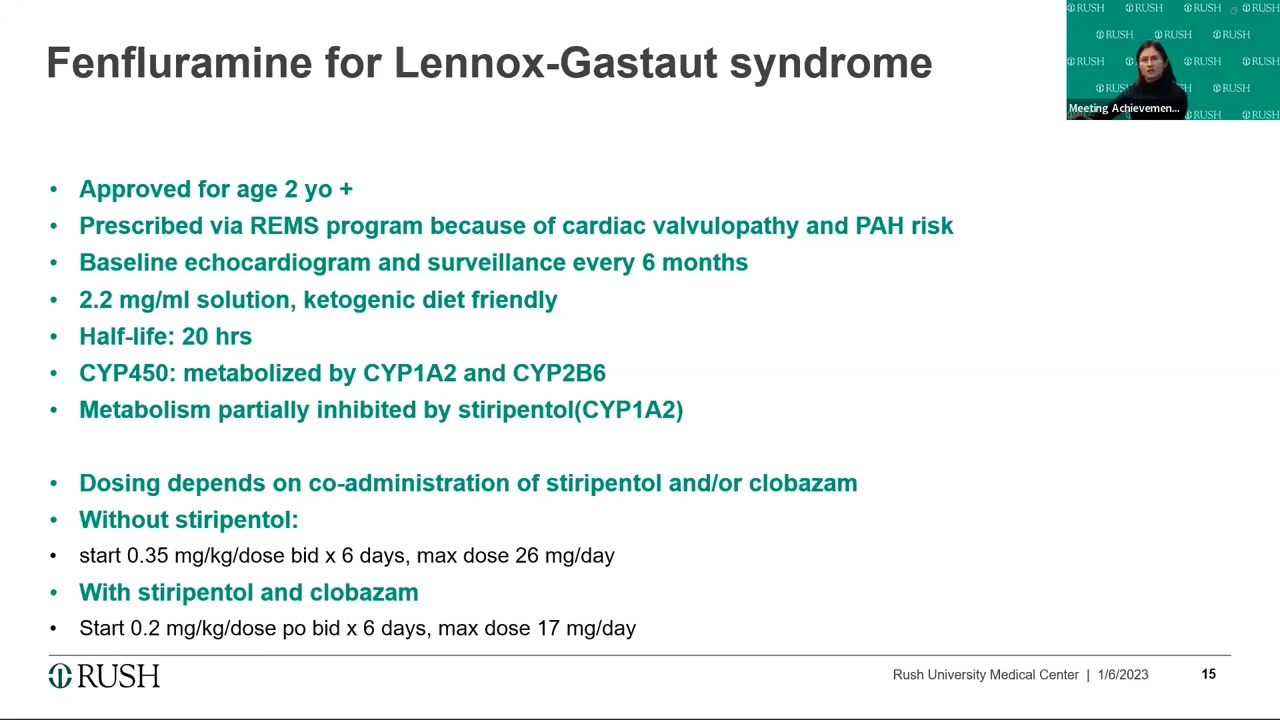 Fenfluramine for Lennox-Gastaut syndrome
RUSH RUSH RUSH RUSH
RUSH RUSH RUSH
RUSH RUSH RUSH RUSH
RUSH RUSH
Meeting Achievemen... RUSH RUSH
• Approved for age 2 yo +
• Prescribed via REMS program because of cardiac valvulopathy and PAH risk
• Baseline echocardiogram and surveillance every 6 months
• 2.2 mg/ml solution, ketogenic diet friendly
• Half-life: 20 hrs
• CYP450: metabolized by CYP1A2 and CYP2B6
• Metabolism partially inhibited by stiripentol(CYP1A2)
• Dosing depends on co-administration of stiripentol and/or clobazam
• Without stiripentol:
• start 0.35 mg/kg/dose bid x 6 days, max dose 26 mg/day
• With stiripentol and clobazam
• Start 0.2 mg/kg/dose po bid x 6 days, max dose 17 mg/day
RUSH
Rush University Medical Center | 1/6/2023 15